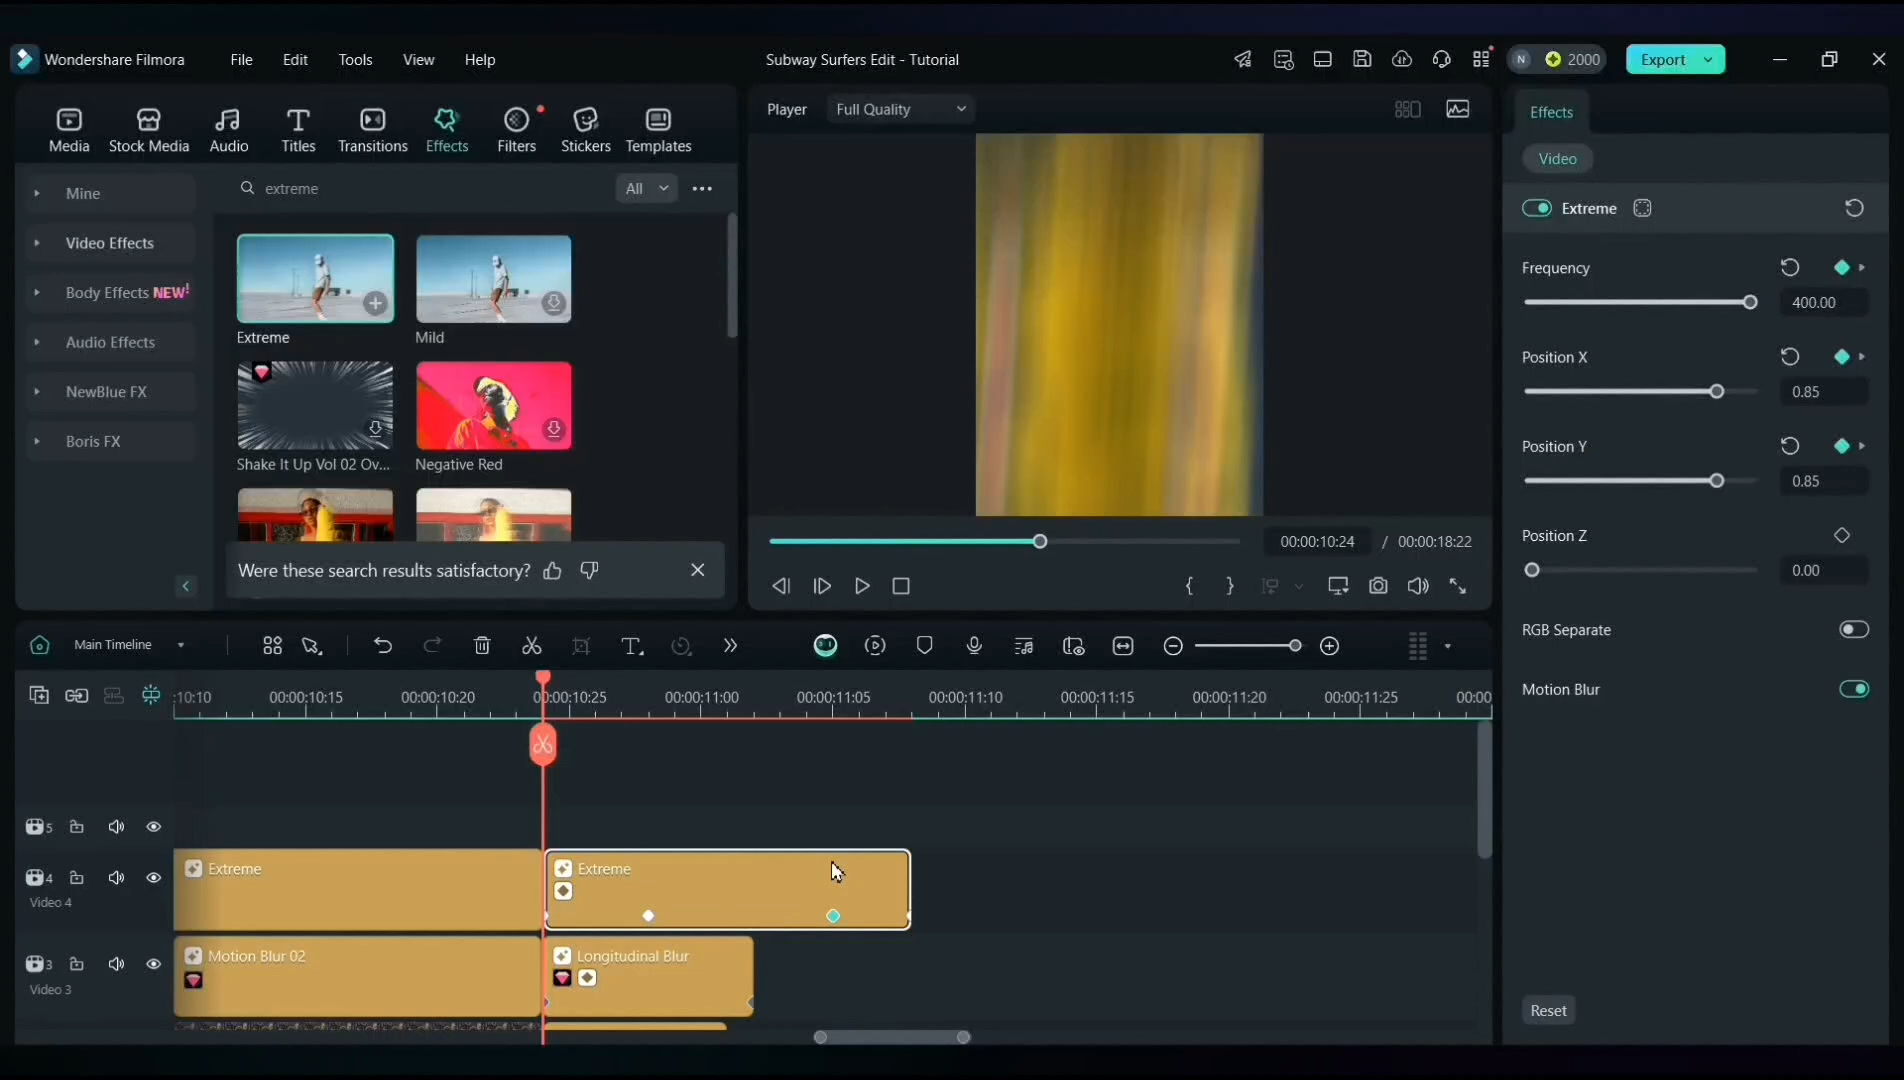 Wondershare Filmora File Edit Tools View Help Subway Surfers Edit - Tutorial N 2000 Export
Media Stock Media Audio Titles Transitions Effects Filters Stickers Templates
Player Full Quality
Effects
Video
Mine
Video Effects
Body Effects NEW!
Audio Effects
NewBlue FX
Boris FX
extreme All
Extreme Mild
Shake It Up Vol 02 Ov... Negative Red
Were these search results satisfactory?
00:00:10:24 / 00:00:18:22
{ }
Extreme
Frequency
400.00
Position X
0.85
Position Y
0.85
Position Z
0.00
RGB Separate
Motion Blur
Reset
Main Timeline
:10:10 00:00:10:15 00:00:10:20 00:00:10:25 00:00:11:00 00:00:11:05 00:00:11:10 00:00:11:15 00:00:11:20 00:00:11:25 00:00
5
4
Video 4
Extreme Extreme
3
Video 3
Motion Blur 02 Longitudinal Blur